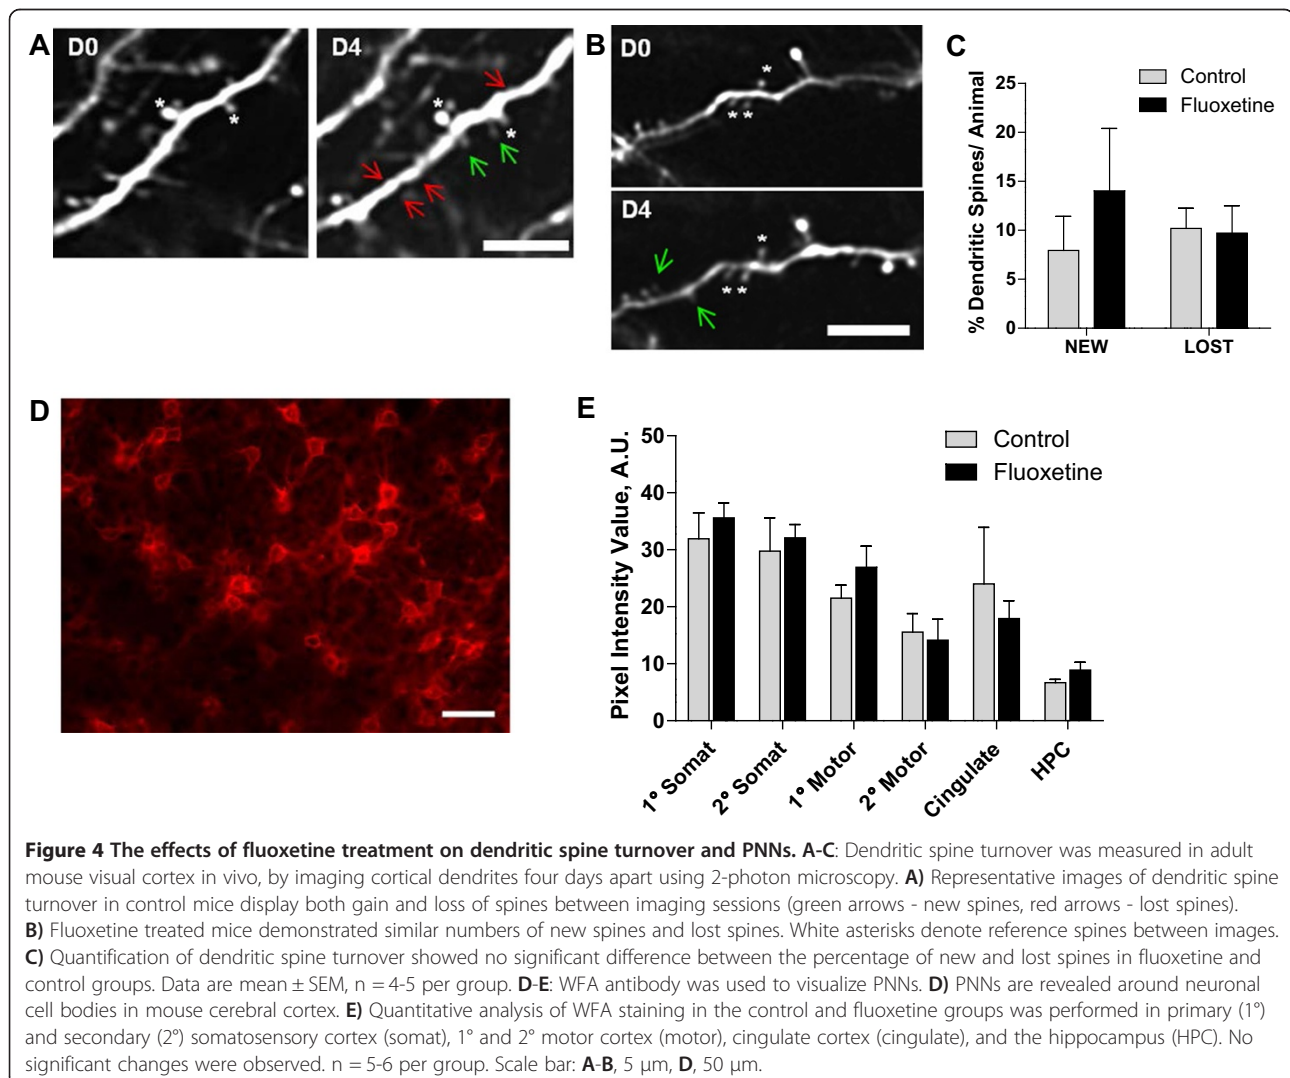 A
D0
D4
*
*
*
*
B
D0
*
* *
D4
*
* *
C
Control
Fluoxetine
% Dendritic Spines/ Animal
25
20
15
10
5
0
NEW
LOST
D
E
Control
Fluoxetine
Pixel Intensity Value, A.U.
50
40
30
20
10
0
1° Somat
2° Somat
1° Motor
2° Motor
Cingulate
HPC
Figure 4 The effects of fluoxetine treatment on dendritic spine turnover and PNNs. A-C: Dendritic spine turnover was measured in adult
mouse visual cortex in vivo, by imaging cortical dendrites four days apart using 2-photon microscopy. A) Representative images of dendritic spine
turnover in control mice display both gain and loss of spines between imaging sessions (green arrows - new spines, red arrows - lost spines).
B) Fluoxetine treated mice demonstrated similar numbers of new spines and lost spines. White asterisks denote reference spines between images.
C) Quantification of dendritic spine turnover showed no significant difference between the percentage of new and lost spines in fluoxetine and
control groups. Data are mean ± SEM, n = 4-5 per group. D-E: WFA antibody was used to visualize PNNs. D) PNNs are revealed around neuronal
cell bodies in mouse cerebral cortex. E) Quantitative analysis of WFA staining in the control and fluoxetine groups was performed in primary (1°)
and secondary (2°) somatosensory cortex (somat), 1° and 2° motor cortex (motor), cingulate cortex (cingulate), and the hippocampus (HPC). No
significant changes were observed. n = 5-6 per group. Scale bar: A-B, 5 μm, D, 50 μm.